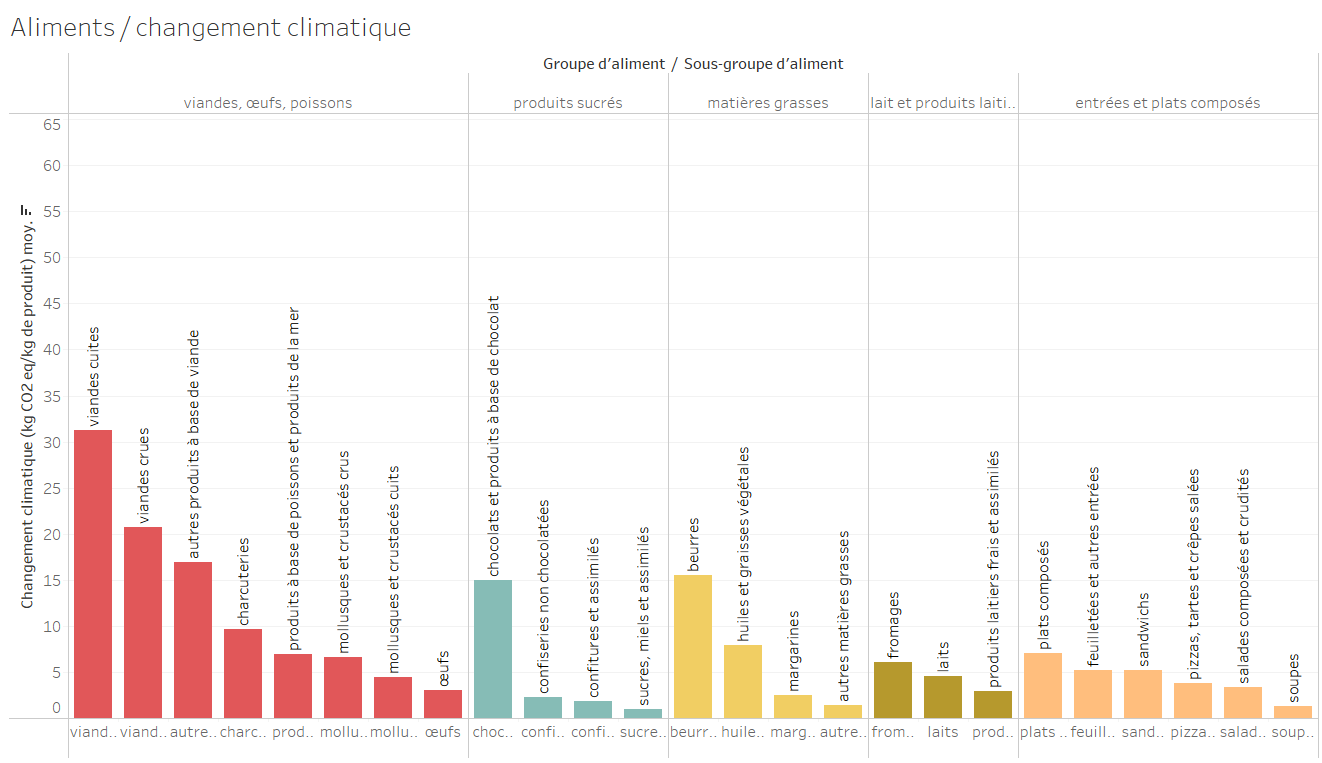 Aliments / changement climatique
Groupe d'aliment / Sous-groupe d'aliment
viandes, œufs, poissons
produits sucrés
matières grasses
lait et produits laiti..
entrées et plats composés
Changement climatique (kg CO2 eq/kg de produit) moy.
65
60
55
50
45
40
35
30
25
20
15
10
5
0
viandes cuites
viandes crues
autres produits à base de viande
charcuteries
produits à base de poissons et produits de la mer
mollusques et crustacés crus
mollusques et crustacés cuits
œufs
chocolats et produits à base de chocolat
confiseries non chocolatées
confitures et assimilés
sucres, miels et assimilés
beurres
huiles et graisses végétales
margarines
autres matières grasses
fromages
laits
produits laitiers frais et assimilés
plats composés
feuilletées et autres entrées
sandwichs
pizzas, tartes et crêpes salées
salades composées et crudités
soupes
viand..
viand..
autre..
charc..
prod..
mollu..
mollu..
œufs
choc..
confi..
confi..
sucre..
beurr..
huile..
marg..
autre..
from..
laits
prod..
plats ..
feuill..
sand..
pizza..
salad..
soup..